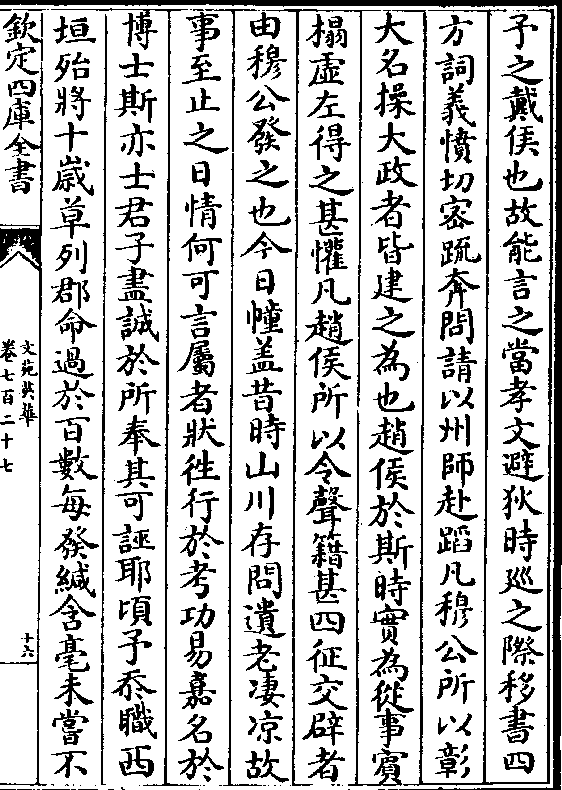 予之戴侯也故能言之當孝文避狄時廵之際移書四
方詞義憤切密䟽奔問請以州師赴蹈凡穆公所以彰
大名操大政者皆建之為也趙侯於斯時實為從事賔
榻虛左得之甚懽凡趙侯所以令聲籍甚四征交辟者
由穆公發之也今日幢盖昔時山川存問遺老凄凉故
事至止之日情何可言屬者狀徃行於考功易嘉名於
博士斯亦士君子盡誠於所奉其可誣耶頃予忝職西
垣殆將十嵗草列郡命過於百數每發緘含毫未嘗不
欽定四庫全書
文苑英華
卷七百二十七
十六